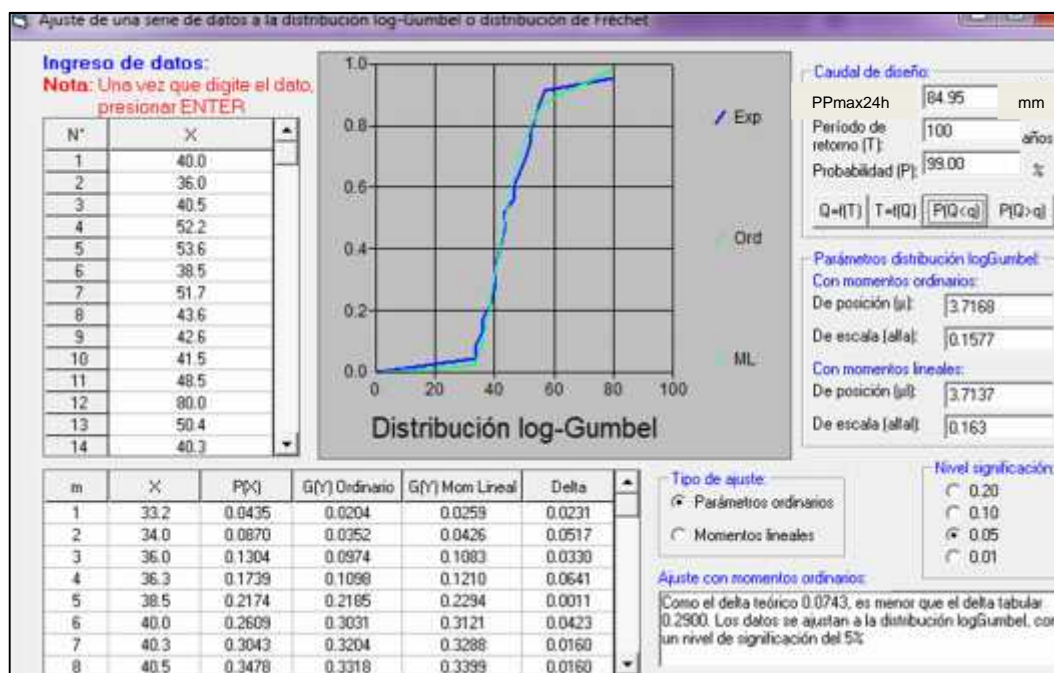 Ajuste de una serie de datos a la distribución log-Gumbel o distribución de Fréchet
Ingreso de datos:
Nota: Una vez que digite el dato,
presionar ENTER
N° X
1 40.0
2 36.0
3 40.5
4 52.2
5 53.6
6 38.5
7 51.7
8 43.6
9 42.6
10 41.5
11 48.5
12 80.0
13 50.4
14 40.3
1.0
0.8
0.6
0.4
0.2
0.0
0 20 40 60 80 100
Exp
Ord
ML
Distribución log-Gumbel
Caudal de diseño:
PPmax24h 84.95 mm
Período de
retorno (T): 100 años
Probabilidad (P): 99.00 %
Q=f(T) T=f(Q) P(Q<q) P(Q>q)
Parámetros distribución logGumbel:
Con momentos ordinarios:
De posición (µ): 3.7168
De escala (alfa): 0.1577
Con momentos lineales:
De posición (µl): 3.7137
De escala (alfal): 0.163
m X P(X) G(Y) Ordinario G(Y) Mom Lineal Delta
1 33.2 0.0435 0.0204 0.0259 0.0231
2 34.0 0.0870 0.0352 0.0426 0.0517
3 36.0 0.1304 0.0974 0.1083 0.0330
4 36.3 0.1739 0.1098 0.1210 0.0641
5 38.5 0.2174 0.2185 0.2294 0.0011
6 40.0 0.2609 0.3031 0.3121 0.0423
7 40.3 0.3043 0.3204 0.3288 0.0160
8 40.5 0.3478 0.3318 0.3399 0.0160
Tipo de ajuste:
Parámetros ordinarios
Momentos lineales
Nivel significación:
0.20
0.10
0.05
0.01
Ajuste con momentos ordinarios:
Como el delta teórico 0.0743, es menor que el delta tabular
0.2900. Los datos se ajustan a la distribución logGumbel, con
un nivel de significación del 5%